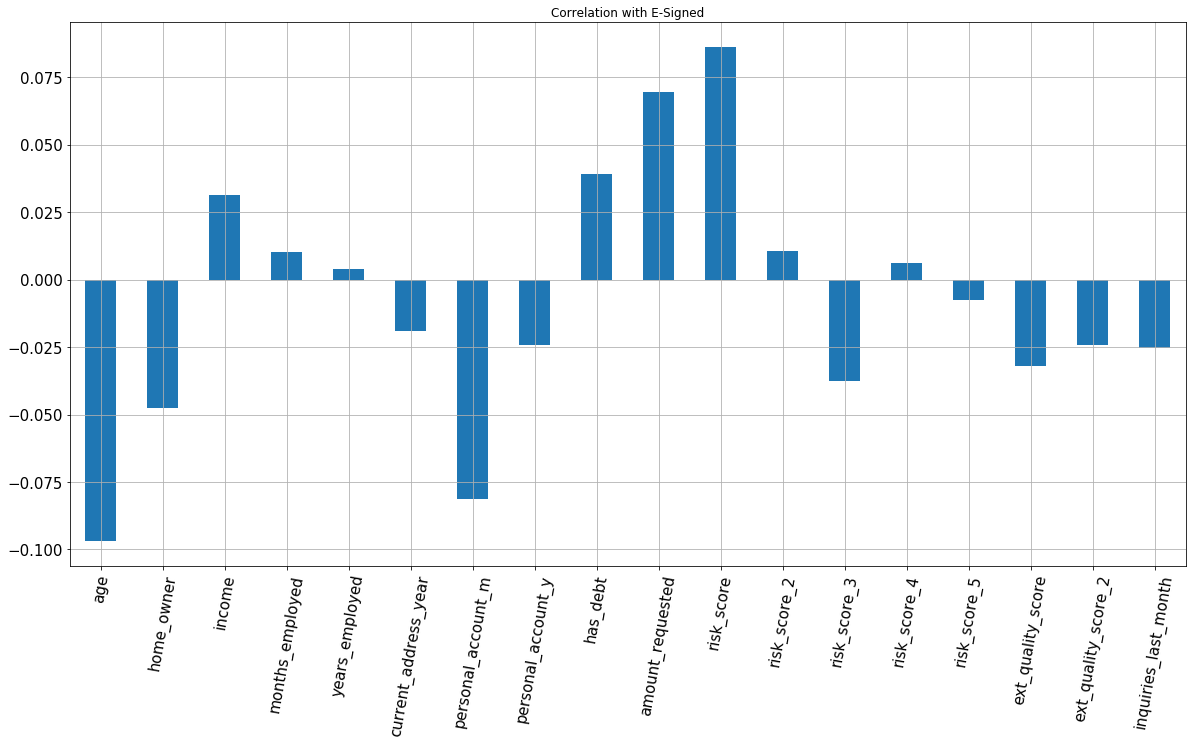 Correlation with E-Signed
0.075
0.050
0.025
0.000
−0.025
−0.050
−0.075
−0.100
age
home_owner
income
months_employed
years_employed
current_address_year
personal_account_m
personal_account_y
has_debt
amount_requested
risk_score
risk_score_2
risk_score_3
risk_score_4
risk_score_5
ext_quality_score
ext_quality_score_2
inquiries_last_month